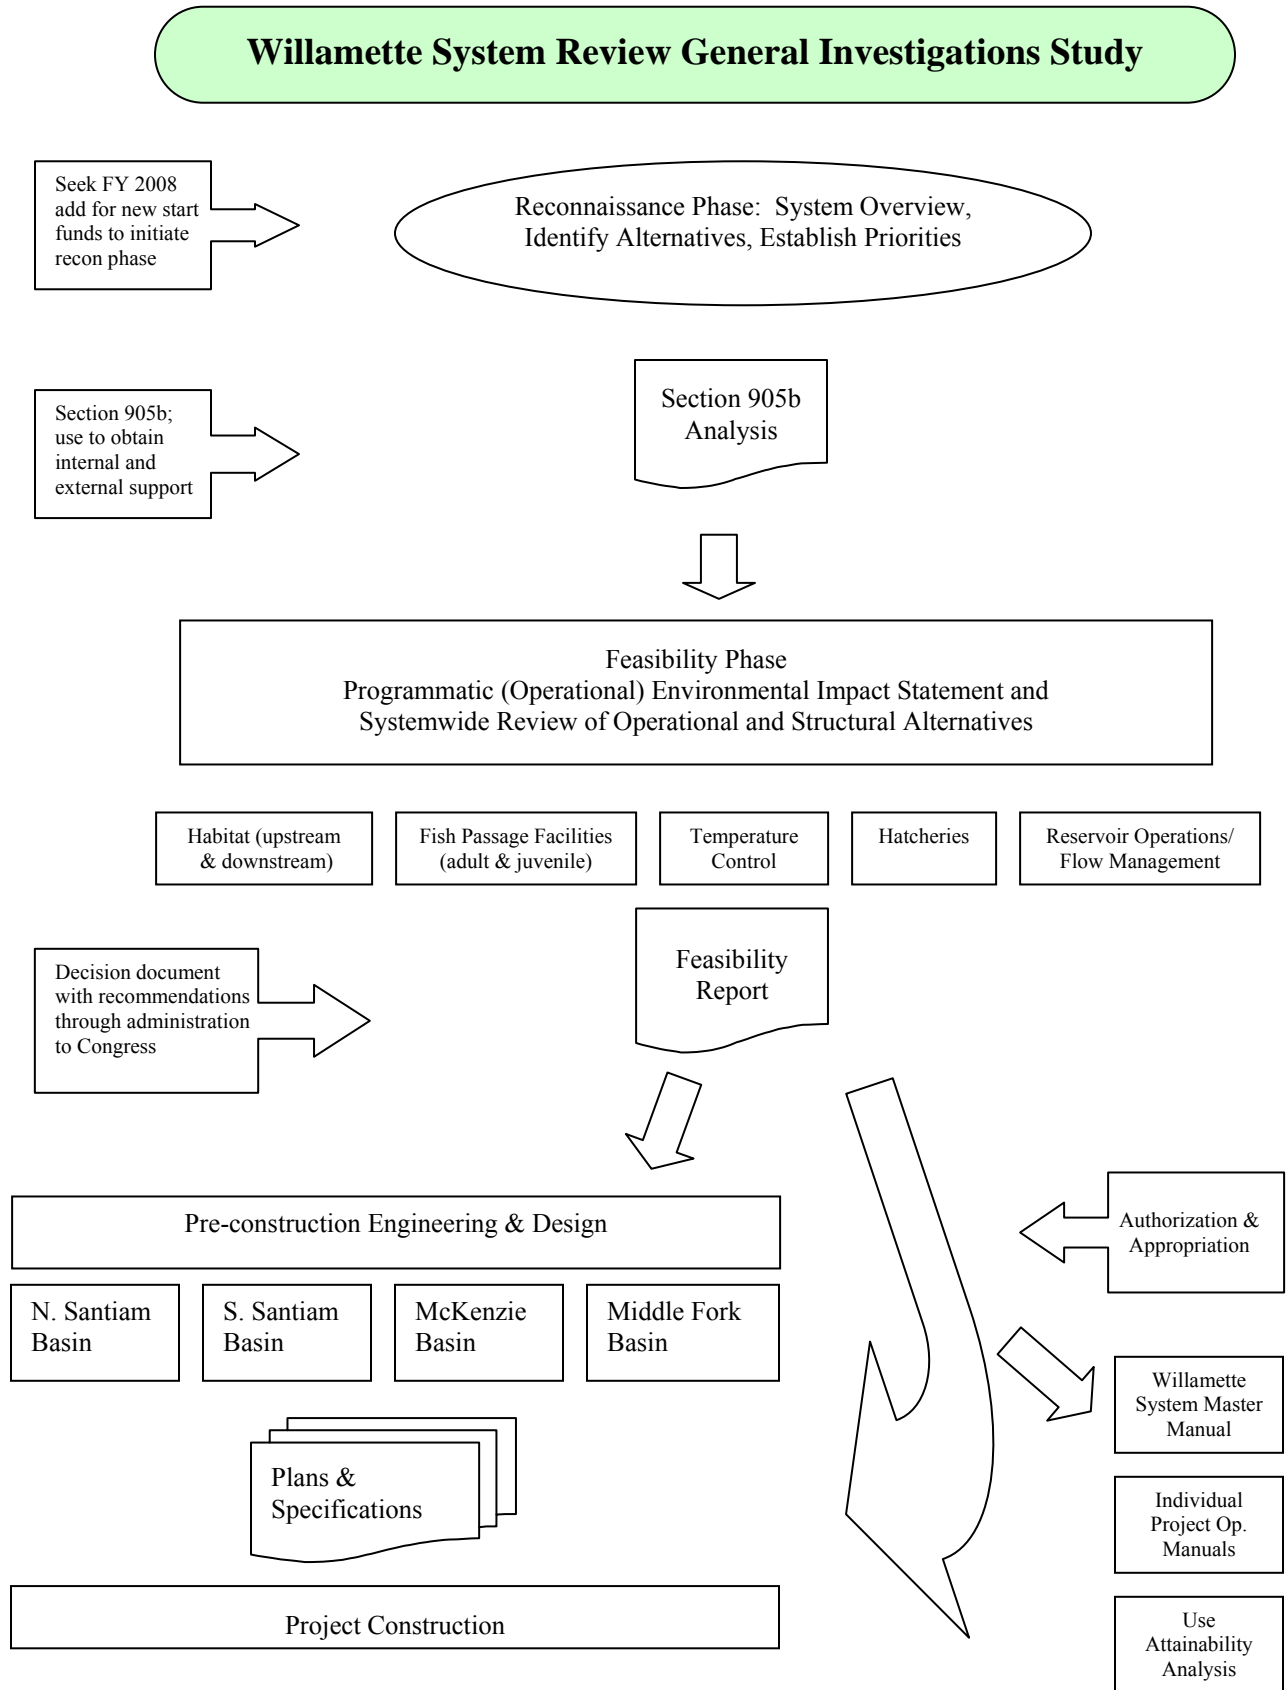 Willamette System Review General Investigations Study
Seek FY 2008
add for new start
funds to initiate
recon phase
Reconnaissance Phase: System Overview,
Identify Alternatives, Establish Priorities
Section 905b;
use to obtain
internal and
external support
Section 905b
Analysis
Feasibility Phase
Programmatic (Operational) Environmental Impact Statement and
Systemwide Review of Operational and Structural Alternatives
Habitat (upstream
& downstream)
Fish Passage Facilities
(adult & juvenile)
Temperature
Control
Hatcheries
Reservoir Operations/
Flow Management
Decision document
with recommendations
through administration
to Congress
Feasibility
Report
Pre-construction Engineering & Design
Authorization &
Appropriation
N. Santiam
Basin
S. Santiam
Basin
McKenzie
Basin
Middle Fork
Basin
Willamette
System Master
Manual
Plans &
Specifications
Individual
Project Op.
Manuals
Project Construction
Use
Attainability
Analysis